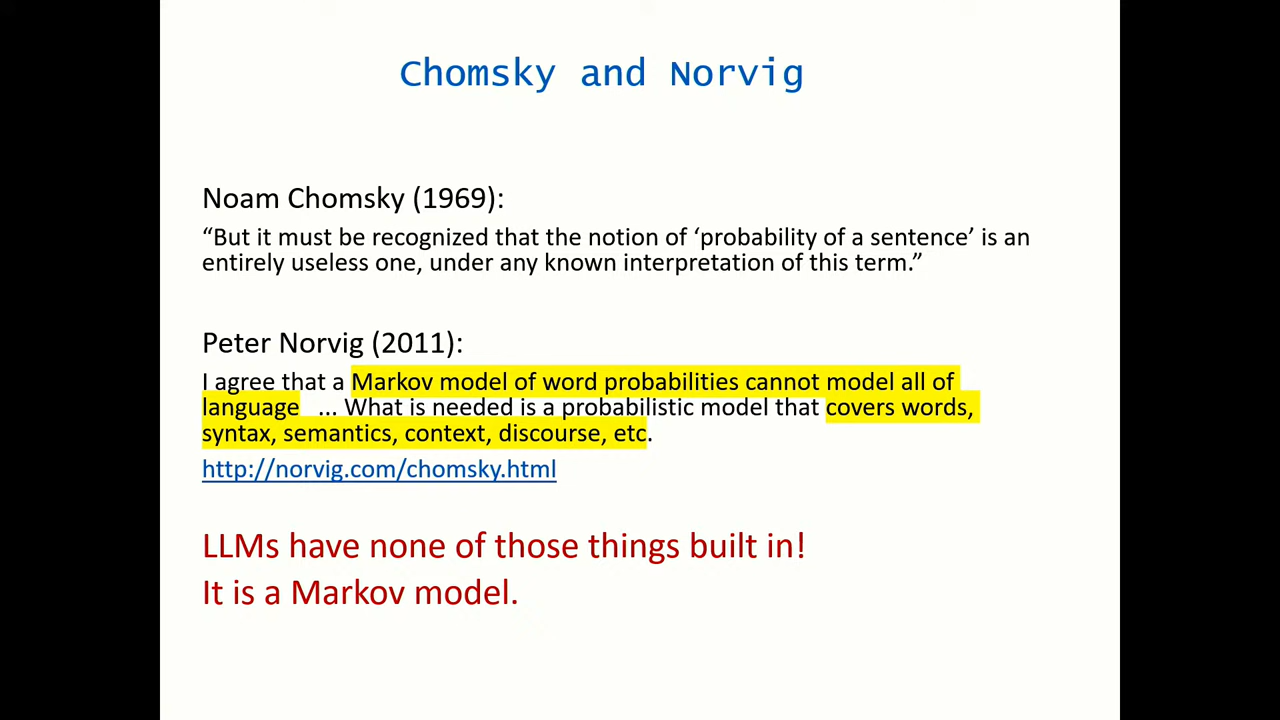 Chomsky and Norvig
Noam Chomsky (1969):
“But it must be recognized that the notion of ‘probability of a sentence’ is an
entirely useless one, under any known interpretation of this term.”
Peter Norvig (2011):
I agree that a Markov model of word probabilities cannot model all of
language ... What is needed is a probabilistic model that covers words,
syntax, semantics, context, discourse, etc.
http://norvig.com/chomsky.html
LLMs have none of those things built in!
It is a Markov model.